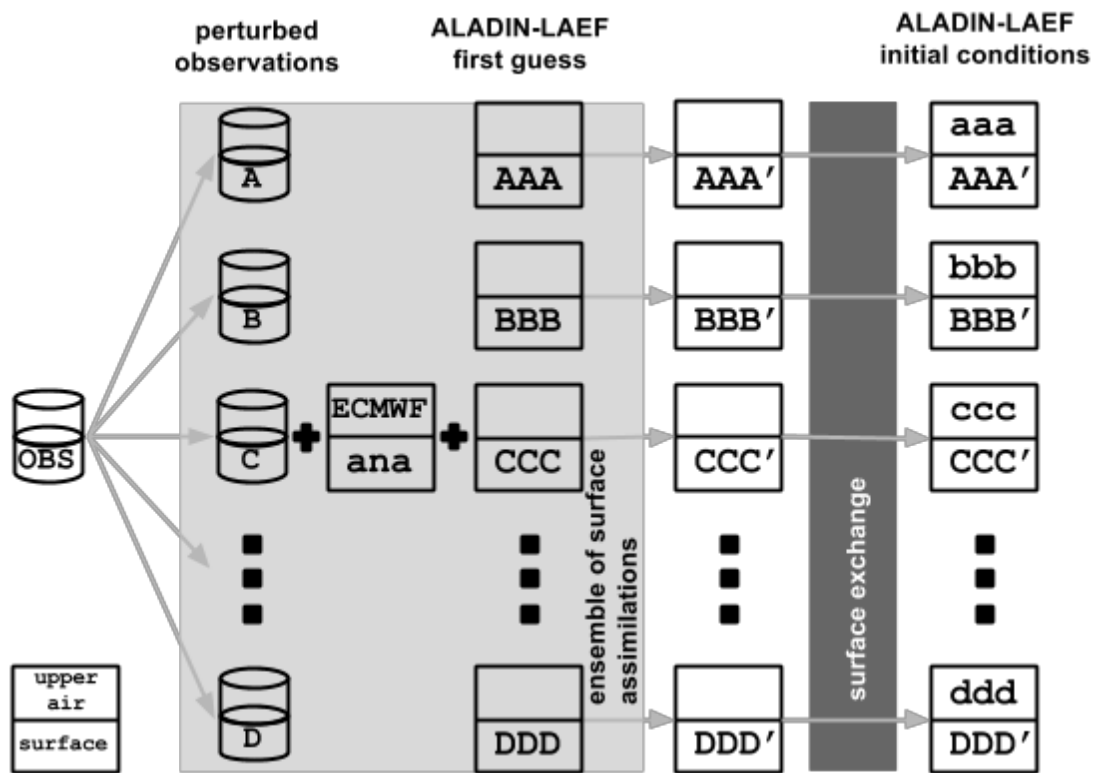 perturbed
observations
ALADIN-LAEF
first guess
ALADIN-LAEF
initial conditions
A
AAA
AAA′
aaa
AAA′
B
BBB
BBB′
bbb
BBB′
OBS
C
ECMWF
ana
CCC
CCC′
ccc
CCC′
ensemble of surface
assimilations
surface exchange
upper
air
surface
D
DDD
DDD′
ddd
DDD′